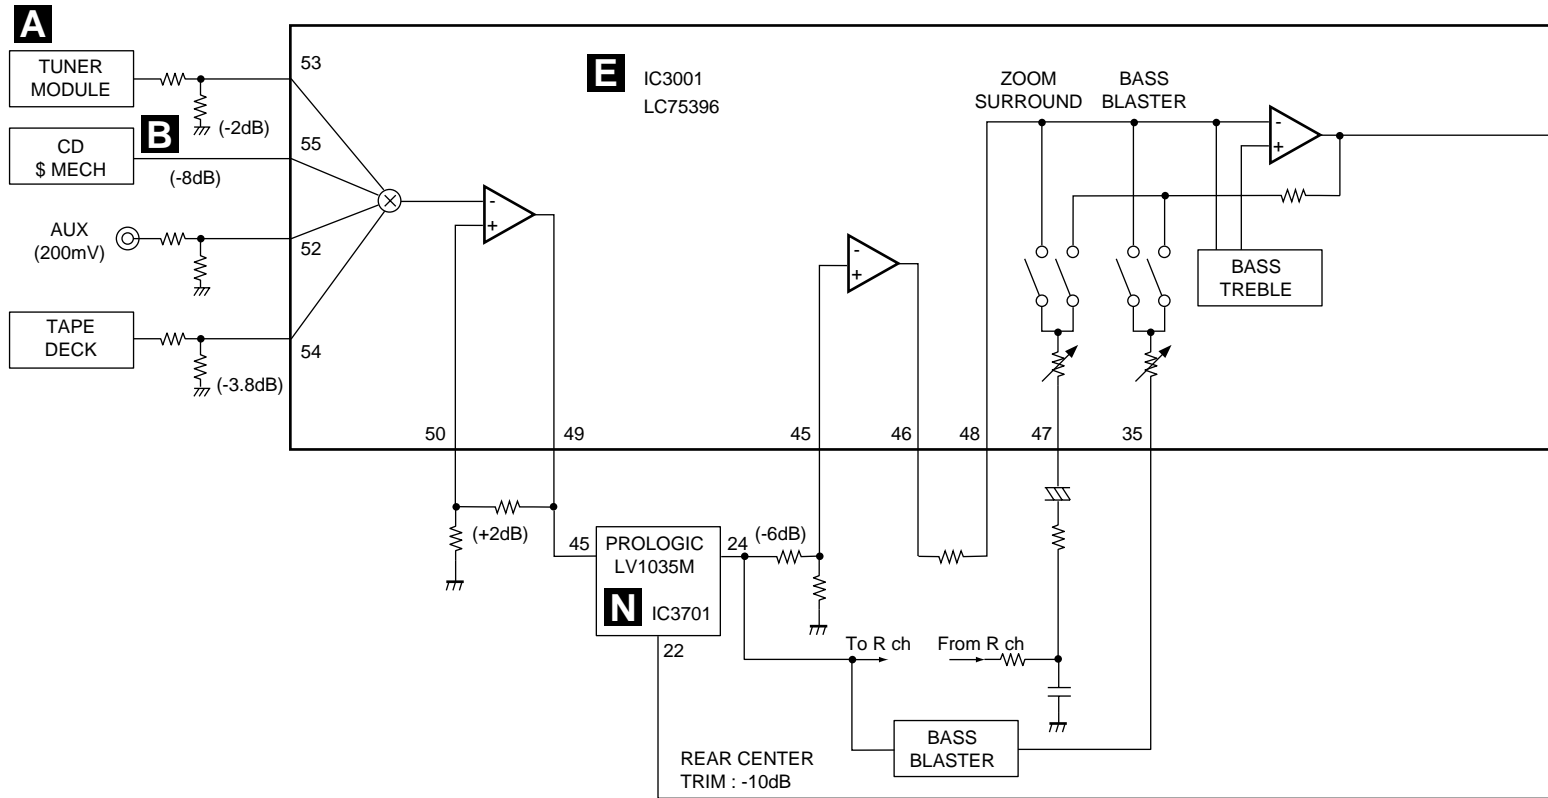 A
TUNER
MODULE
(-2dB)
53
E
IC3001
LC75396
ZOOM
SURROUND
BASS
BLASTER
-
+
CD
$ MECH
B
(-8dB)
55
AUX
(200mV)
52
-
+
-
+
BASS
TREBLE
TAPE
DECK
(-3.8dB)
54
50
49
45
46
48
47
35
(+2dB)
45
PROLOGIC
LV1035M
N
IC3701
24
(-6dB)
22
To R ch
From R ch
BASS
BLASTER
REAR CENTER
TRIM : -10dB